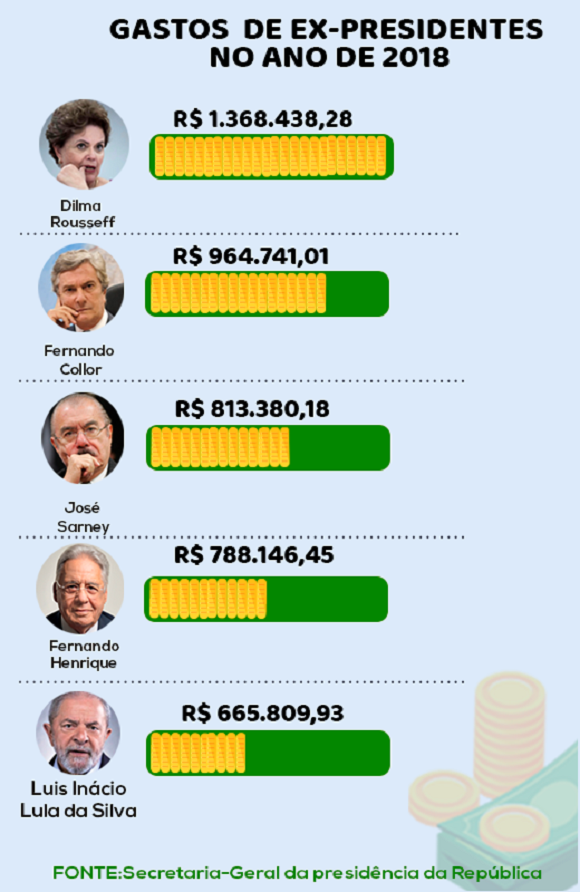 GASTOS DE EX-PRESIDENTES
NO ANO DE 2018
R$ 1.368.438,28
Dilma
Rousseff
R$ 964.741,01
Fernando
Collor
R$ 813.380,18
José
Sarney
R$ 788.146,45
Fernando
Henrique
R$ 665.809,93
Luis Inácio
Lula da Silva
FONTE:Secretaria-Geral da presidência da República